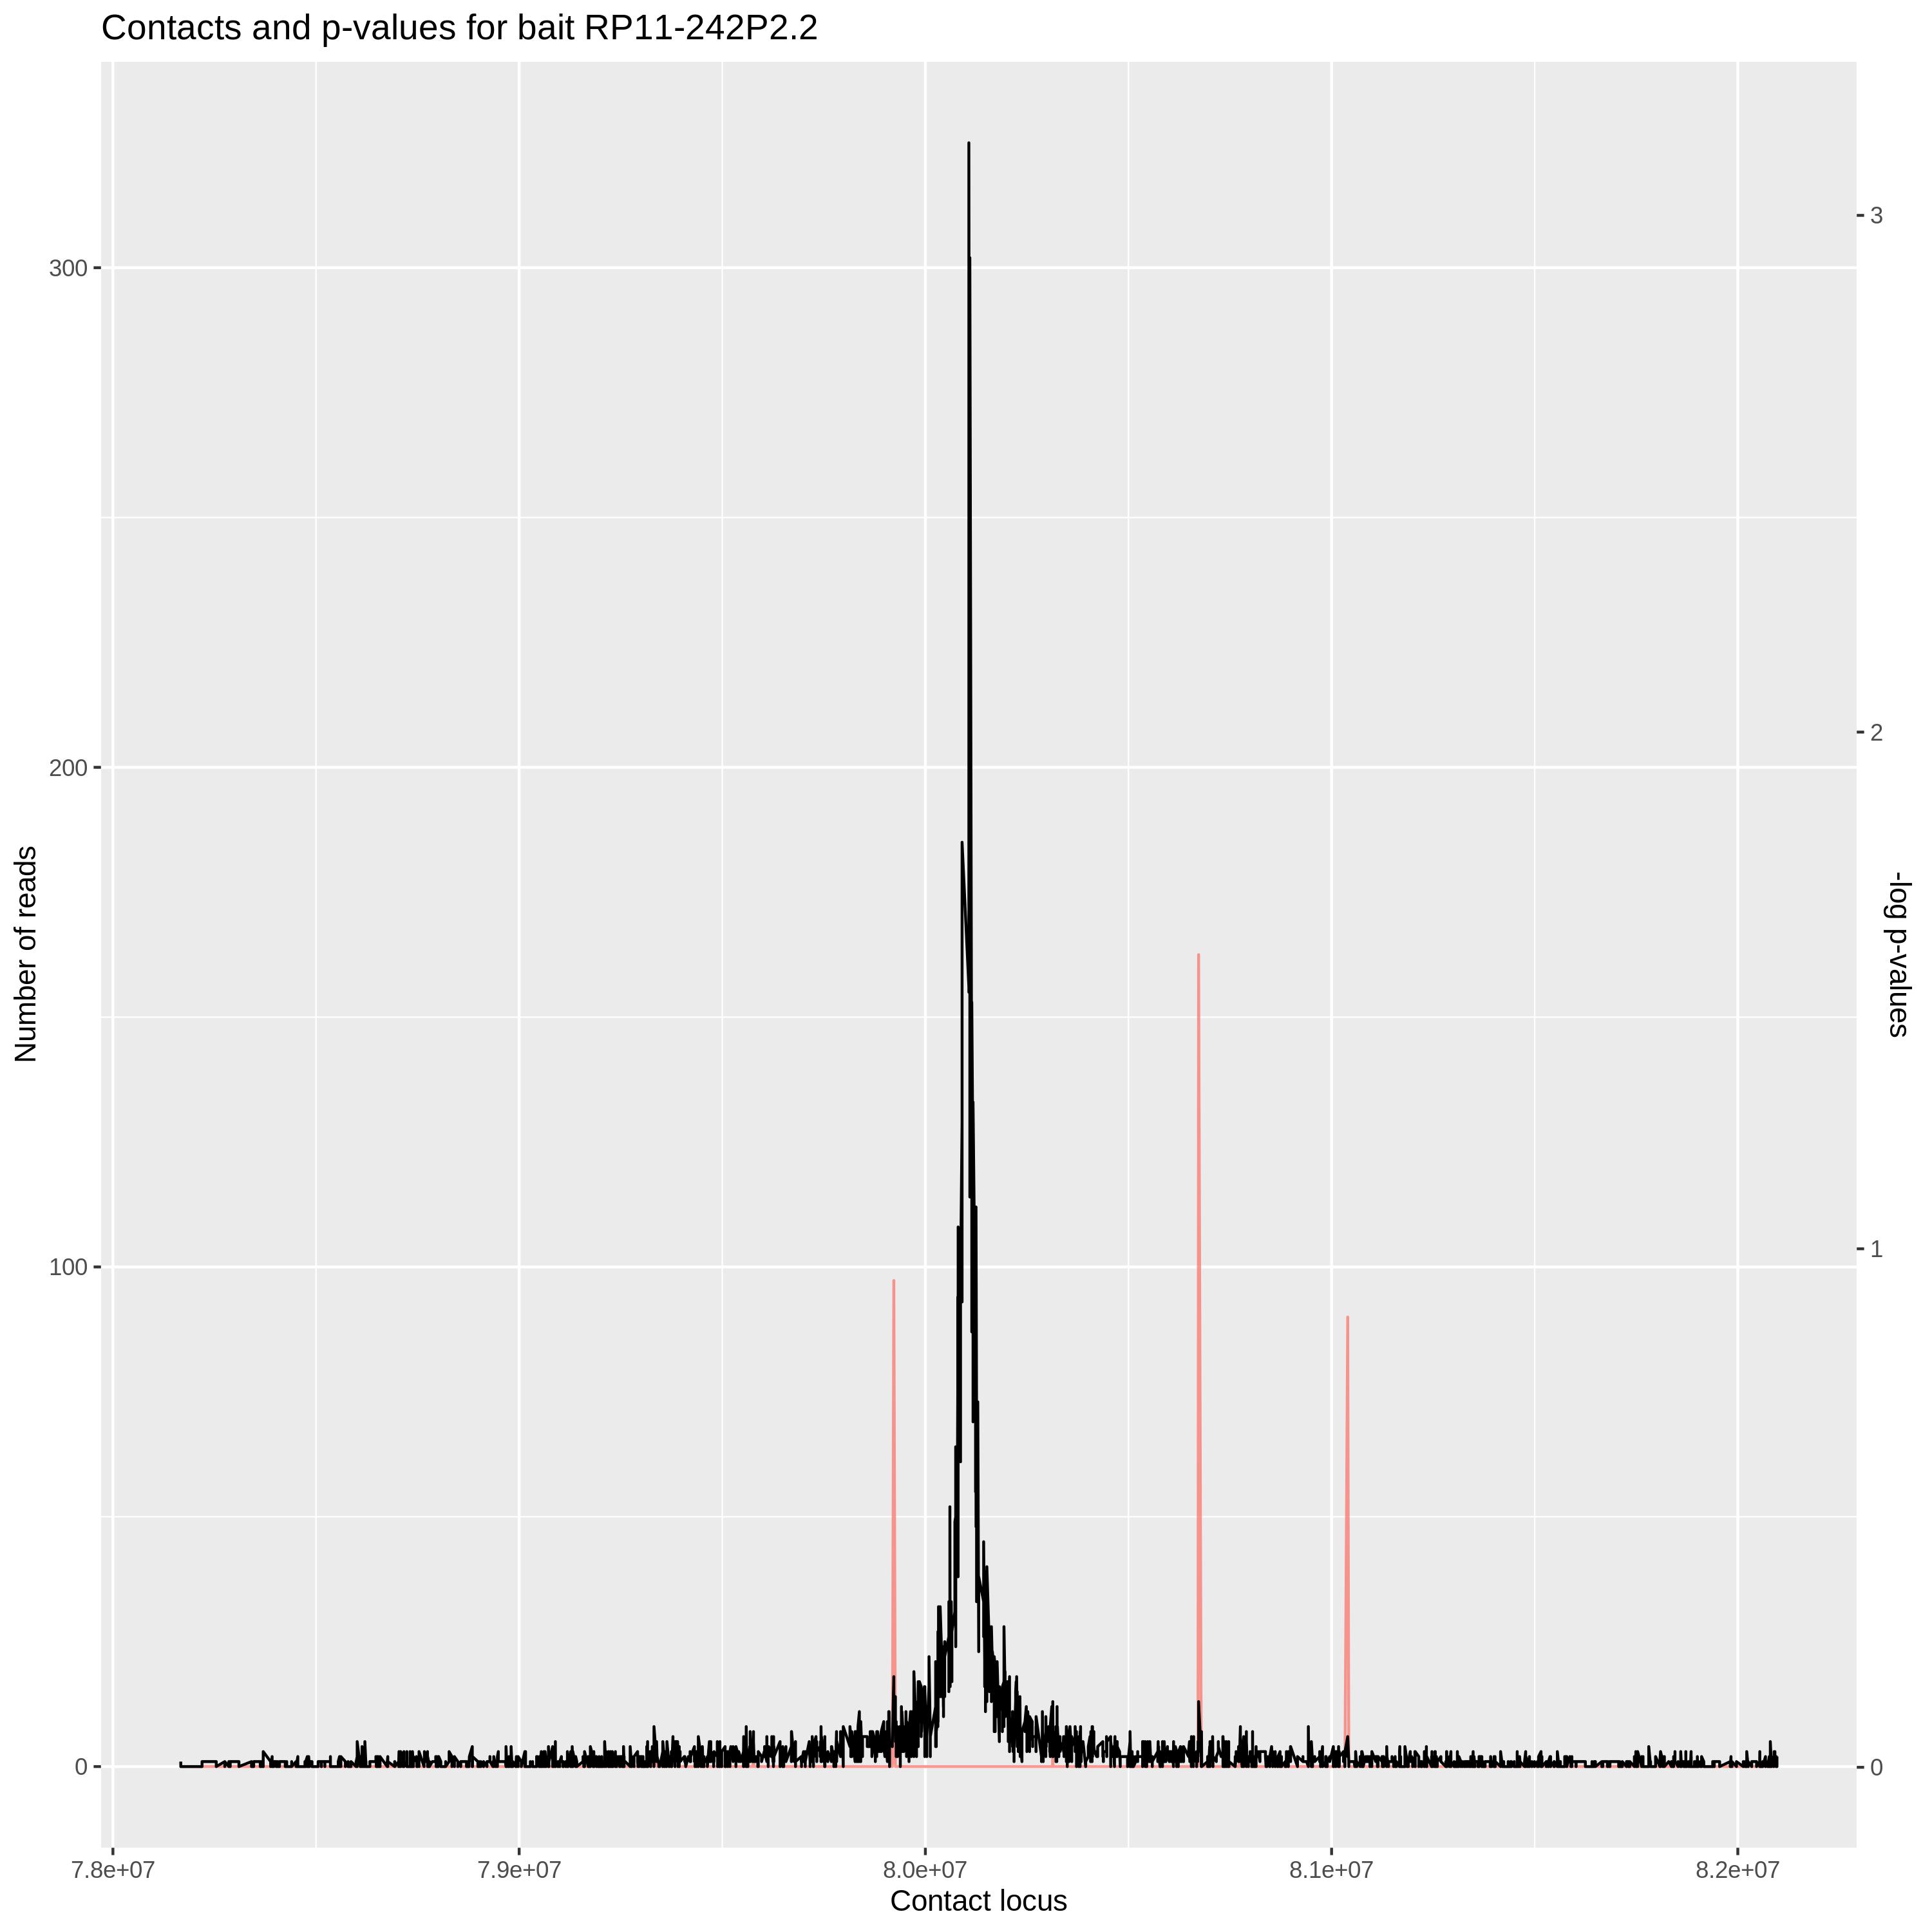 Contacts and p-values for bait RP11-242P2.2
300
200
100
0
Number of reads
3
2
1
0
-log p-values
7.8e+07
7.9e+07
8.0e+07
8.1e+07
8.2e+07
Contact locus